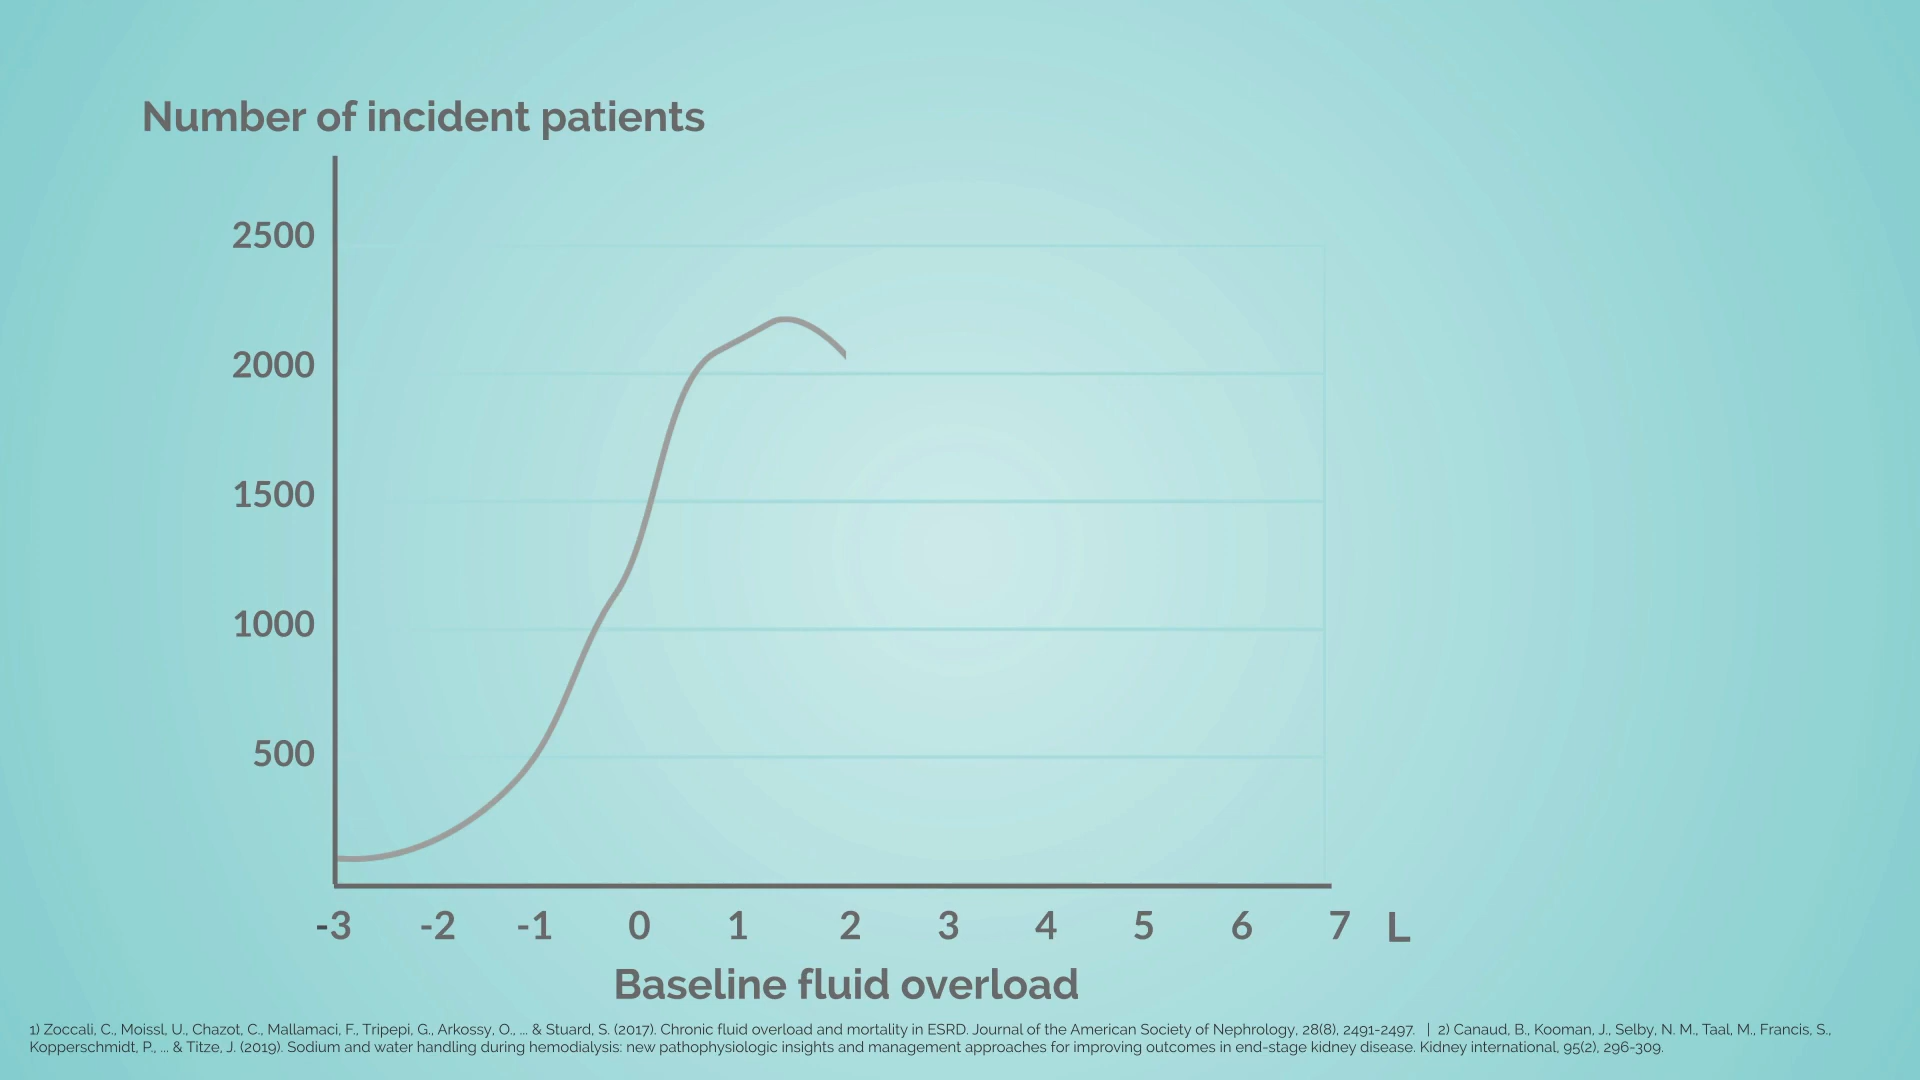 Number of incident patients
2500
2000
1500
1000
500
-3 -2 -1 0 1 2 3 4 5 6 7 L
Baseline fluid overload
1) Zoccali, C., Moissl, U., Chazot, C., Mallamaci, F., Tripepi, G., Arkossy, O., ... & Stuard, S. (2017). Chronic fluid overload and mortality in ESRD. Journal of the American Society of Nephrology, 28(8), 2491-2497. | 2) Canaud, B., Kooman, J., Selby, N. M., Taal, M., Francis, S.,
Kopperschmidt, P., ... & Titze, J. (2019). Sodium and water handling during hemodialysis: new pathophysiologic insights and management approaches for improving outcomes in end-stage kidney disease. Kidney international, 95(2), 296-309.